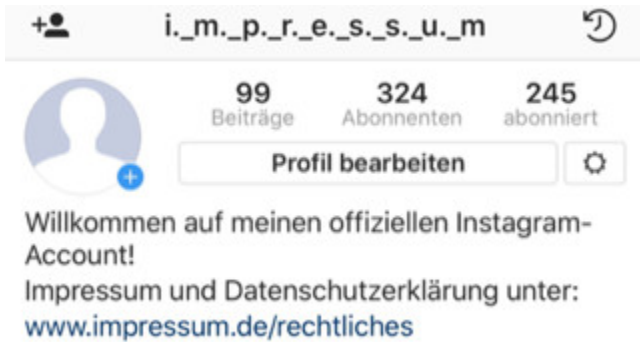 i._m._p._r._e._s._s._u._m
99 324 245
Beiträge Abonnenten abonniert
Profil bearbeiten
Willkommen auf meinen offiziellen Instagram-
Account!
Impressum und Datenschutzerklärung unter:
www.impressum.de/rechtliches